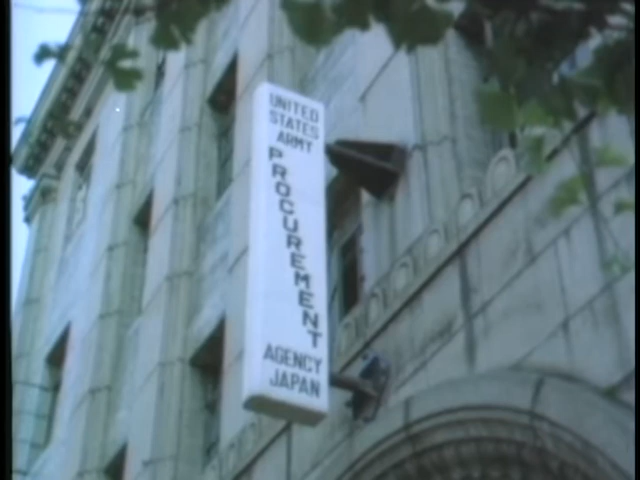 UNITED
STATES
ARMY
PROCUREMENT
AGENCY
JAPAN